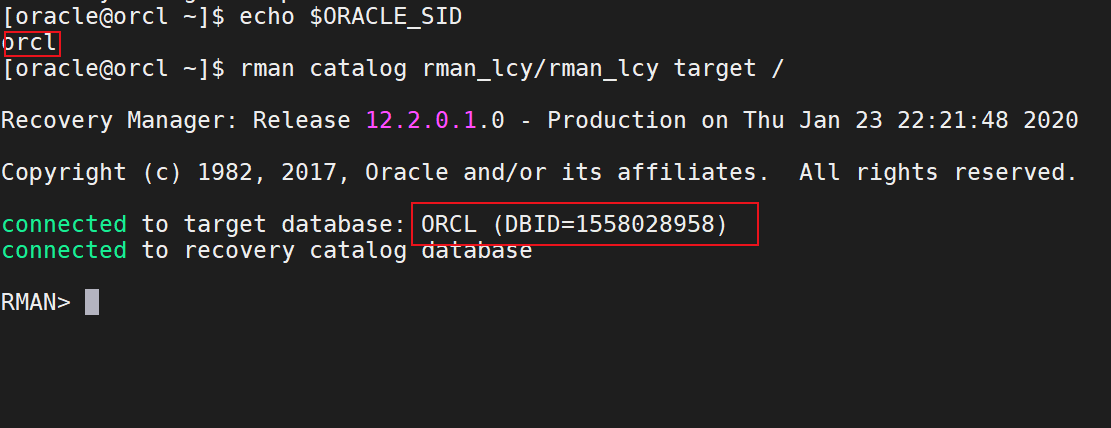 [oracle@orcl ~]$ echo $ORACLE_SID
orcl
[oracle@orcl ~]$ rman catalog rman_lcy/rman_lcy target /
Recovery Manager: Release 12.2.0.1.0 - Production on Thu Jan 23 22:21:48 2020
Copyright (c) 1982, 2017, Oracle and/or its affiliates.  All rights reserved.
connected to target database: ORCL (DBID=1558028958)
connected to recovery catalog database
RMAN>